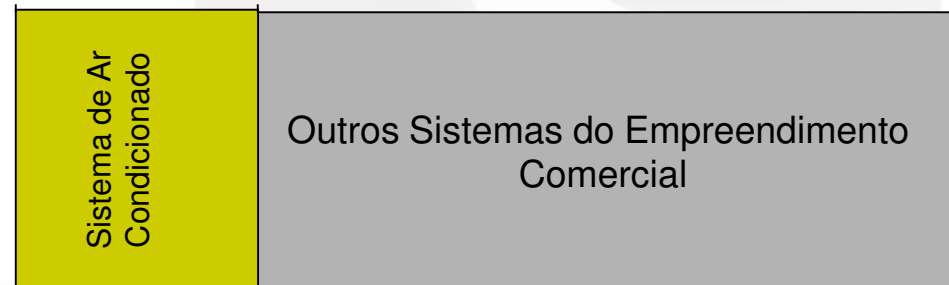 Sistema de Ar
Condicionado
Outros Sistemas do Empreendimento
Comercial